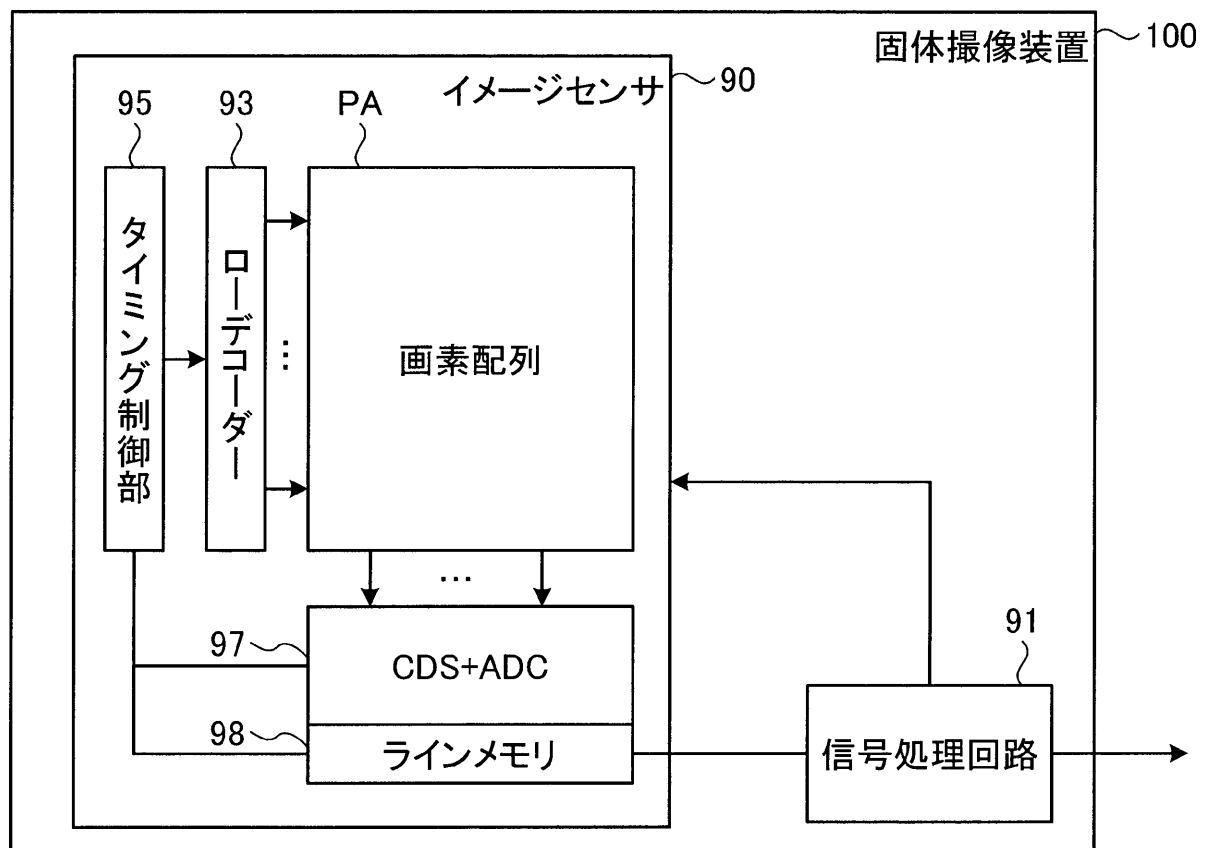 固体撮像装置
100
イメージセンサ
90
95
93
PA
タイミング制御部
ローデコーダー
…
画素配列
…
97
CDS+ADC
98
ラインメモリ
91
信号処理回路